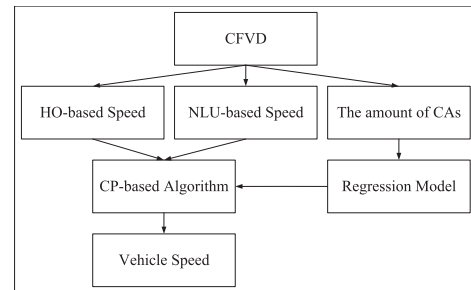 CFVD
HO-based Speed
NLU-based Speed
The amount of CAs
CP-based Algorithm
Regression Model
Vehicle Speed